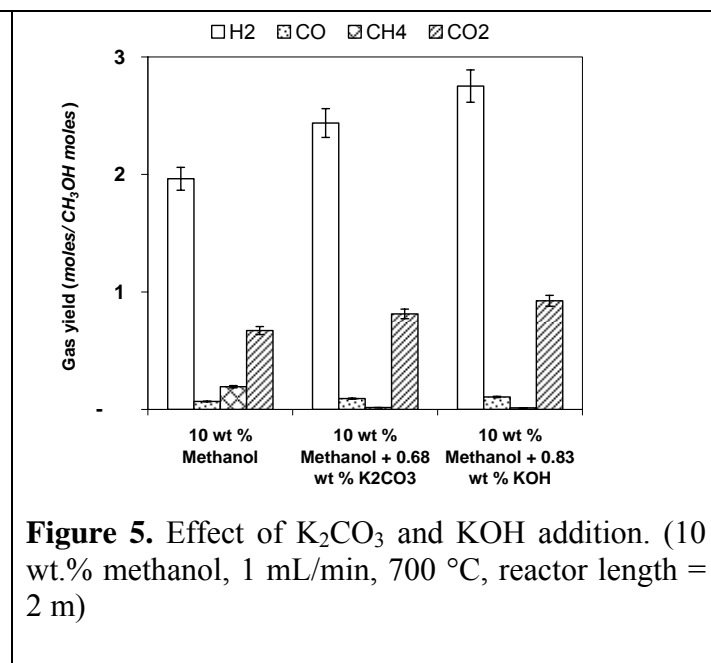 H2 CO CH4 CO2
3
2
1
-
Gas yield (moles/ CH₃OH moles)
10 wt %
Methanol
10 wt %
Methanol + 0.68
wt % K2CO3
10 wt %
Methanol + 0.83
wt % KOH
Figure 5. Effect of K₂CO₃ and KOH addition. (10
wt.% methanol, 1 mL/min, 700 °C, reactor length =
2 m)